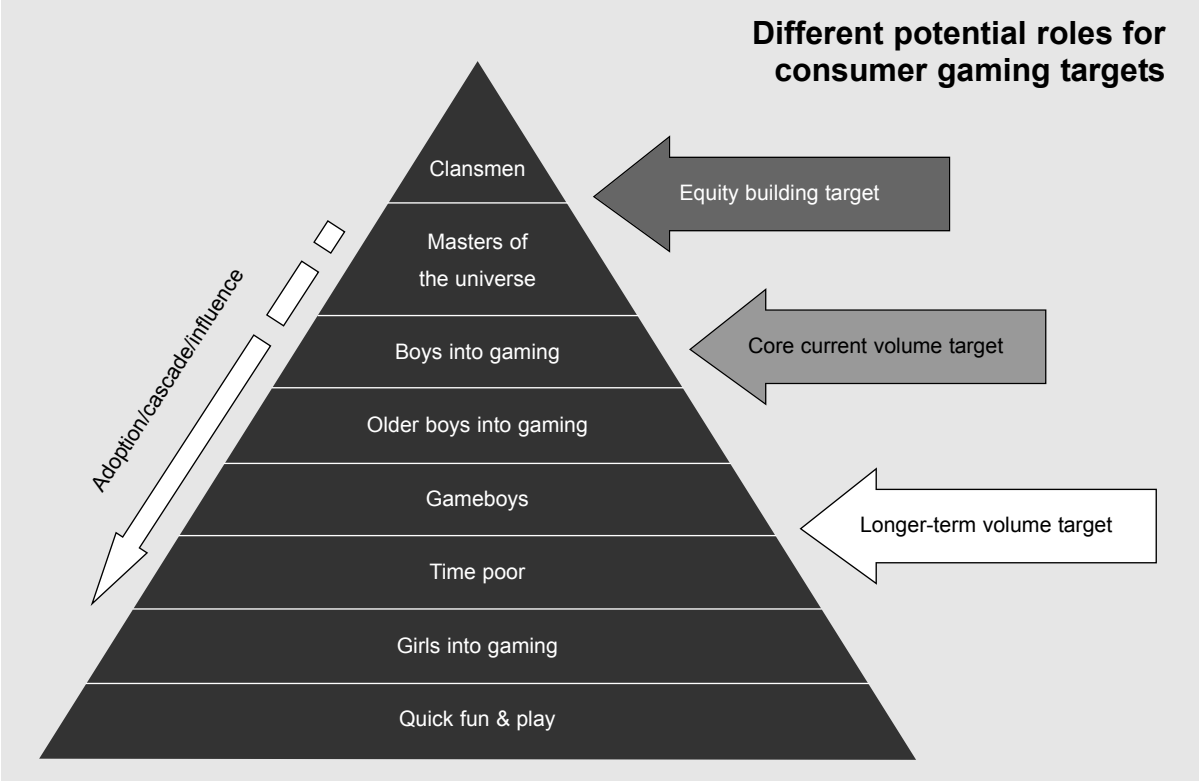 Different potential roles for
consumer gaming targets
Clansmen
Equity building target
Masters of
the universe
Adoption/cascade/influence
Boys into gaming
Core current volume target
Older boys into gaming
Gameboys
Longer-term volume target
Time poor
Girls into gaming
Quick fun & play